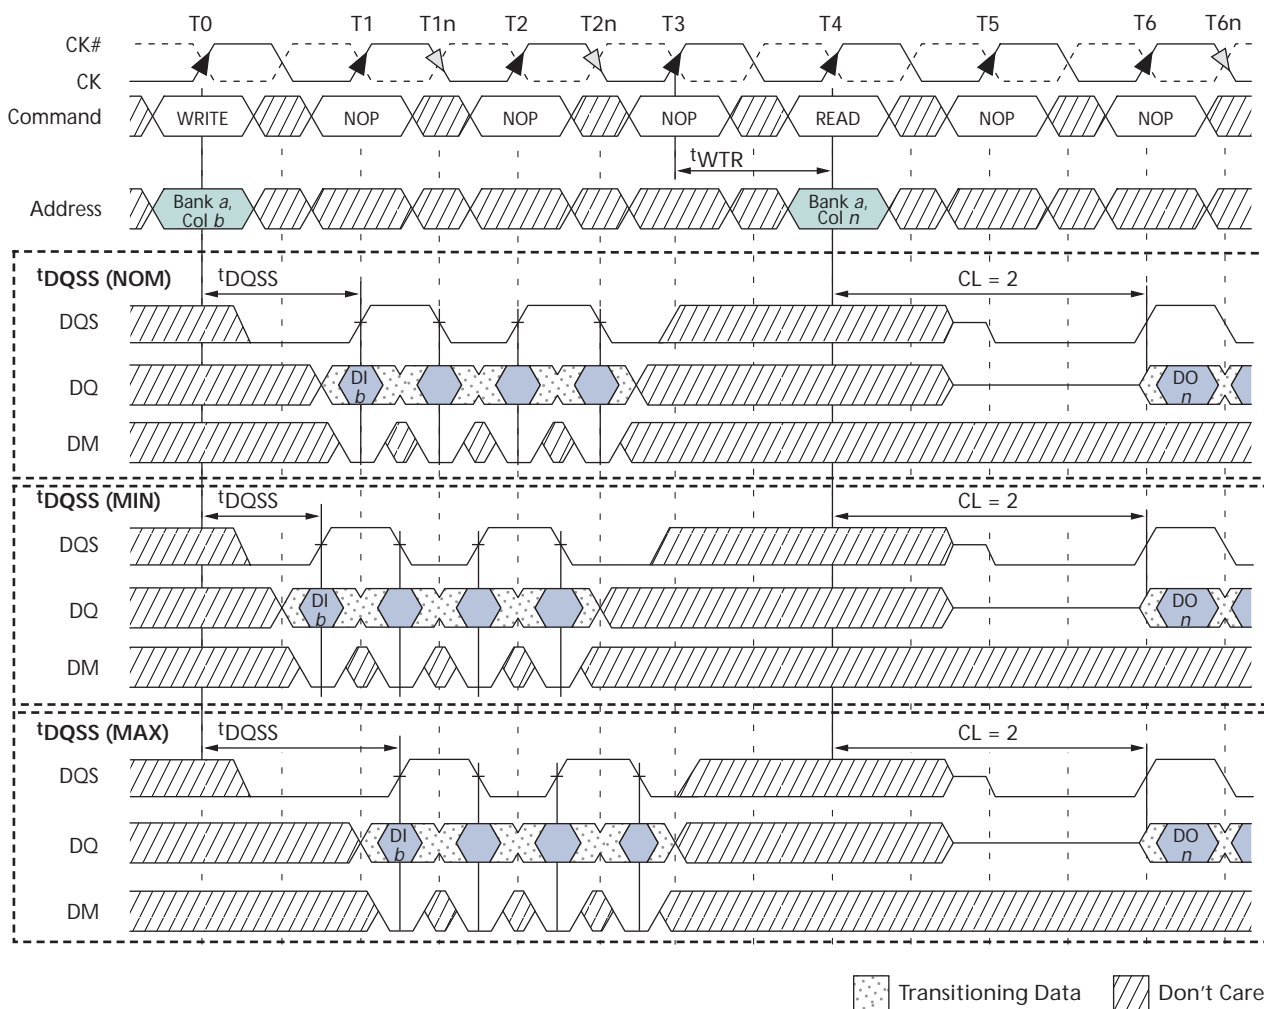 T0 T1 T1n T2 T2n T3 T4 T5 T6 T6n
CK#
CK
Command WRITE NOP NOP NOP READ NOP NOP
tWTR
Address Bank a, Col b Bank a, Col n
tDQSS (NOM) tDQSS CL = 2
DQS
DQ DI b DO n
DM
tDQSS (MIN) tDQSS CL = 2
DQS
DQ DI b DO n
DM
tDQSS (MAX) tDQSS CL = 2
DQS
DQ DI b DO n
DM
Transitioning Data Don't Care